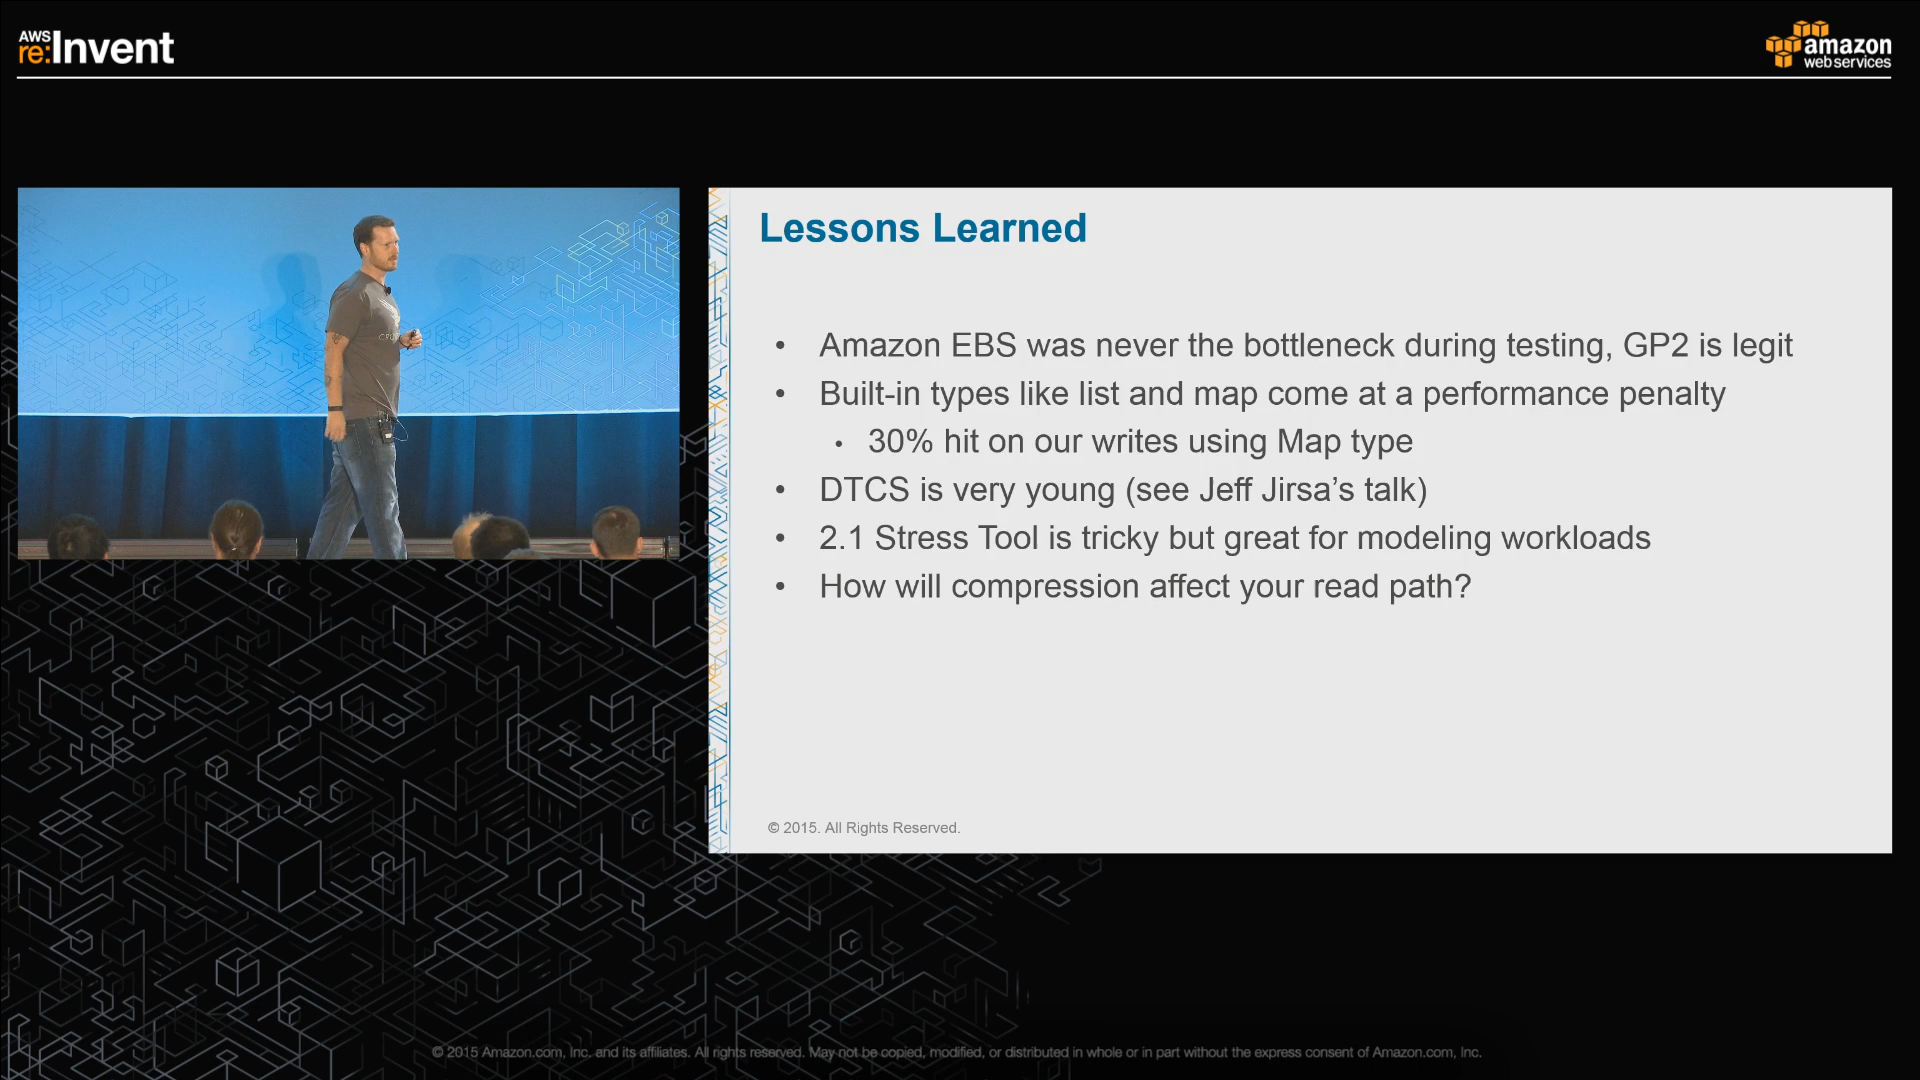 AWS
re:Invent
amazon
web services
Lessons Learned
• Amazon EBS was never the bottleneck during testing, GP2 is legit
• Built-in types like list and map come at a performance penalty
• 30% hit on our writes using Map type
• DTCS is very young (see Jeff Jirsa’s talk)
• 2.1 Stress Tool is tricky but great for modeling workloads
• How will compression affect your read path?
© 2015. All Rights Reserved.
© 2015 Amazon.com, Inc. and its affiliates. All rights reserved. May not be copied, modified, or distributed in whole or in part without the express consent of Amazon.com, Inc.